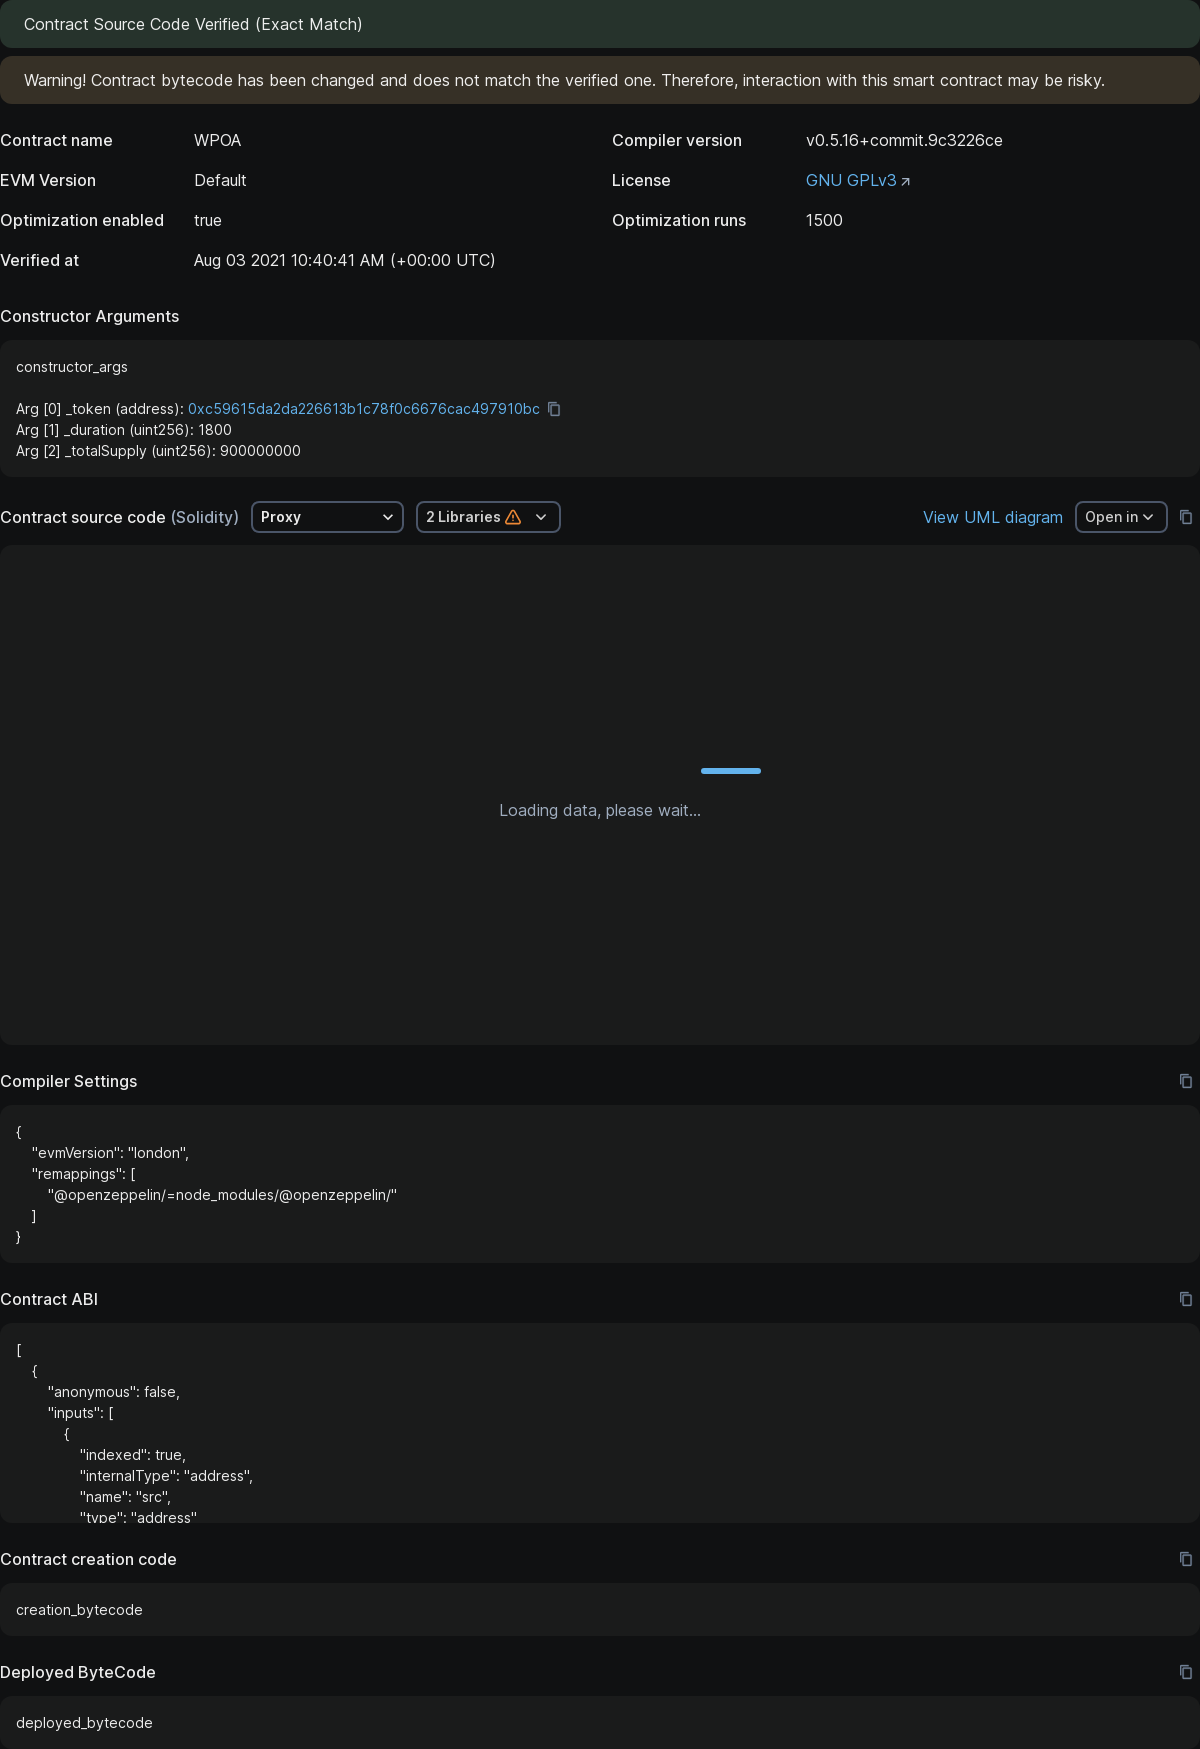 Contract Source Code Verified (Exact Match)
Warning! Contract bytecode has been changed and does not match the verified one. Therefore, interaction with this smart contract may be risky.
Contract name WPOA Compiler version v0.5.16+commit.9c3226ce
EVM Version Default License GNU GPLv3
Optimization enabled true Optimization runs 1500
Verified at Aug 03 2021 10:40:41 AM (+00:00 UTC)
Constructor Arguments
constructor_args
Arg [0] _token (address): 0xc59615da2da226613b1c78f0c6676cac497910bc
Arg [1] _duration (uint256): 1800
Arg [2] _totalSupply (uint256): 900000000
Contract source code (Solidity) Proxy 2 Libraries View UML diagram Open in
Loading data, please wait...
Compiler Settings
{
"evmVersion": "london",
"remappings": [
"@openzeppelin/=node_modules/@openzeppelin/"
]
}
Contract ABI
[
{
"anonymous": false,
"inputs": [
{
"indexed": true,
"internalType": "address",
"name": "src",
"type": "address"
Contract creation code
creation_bytecode
Deployed ByteCode
deployed_bytecode